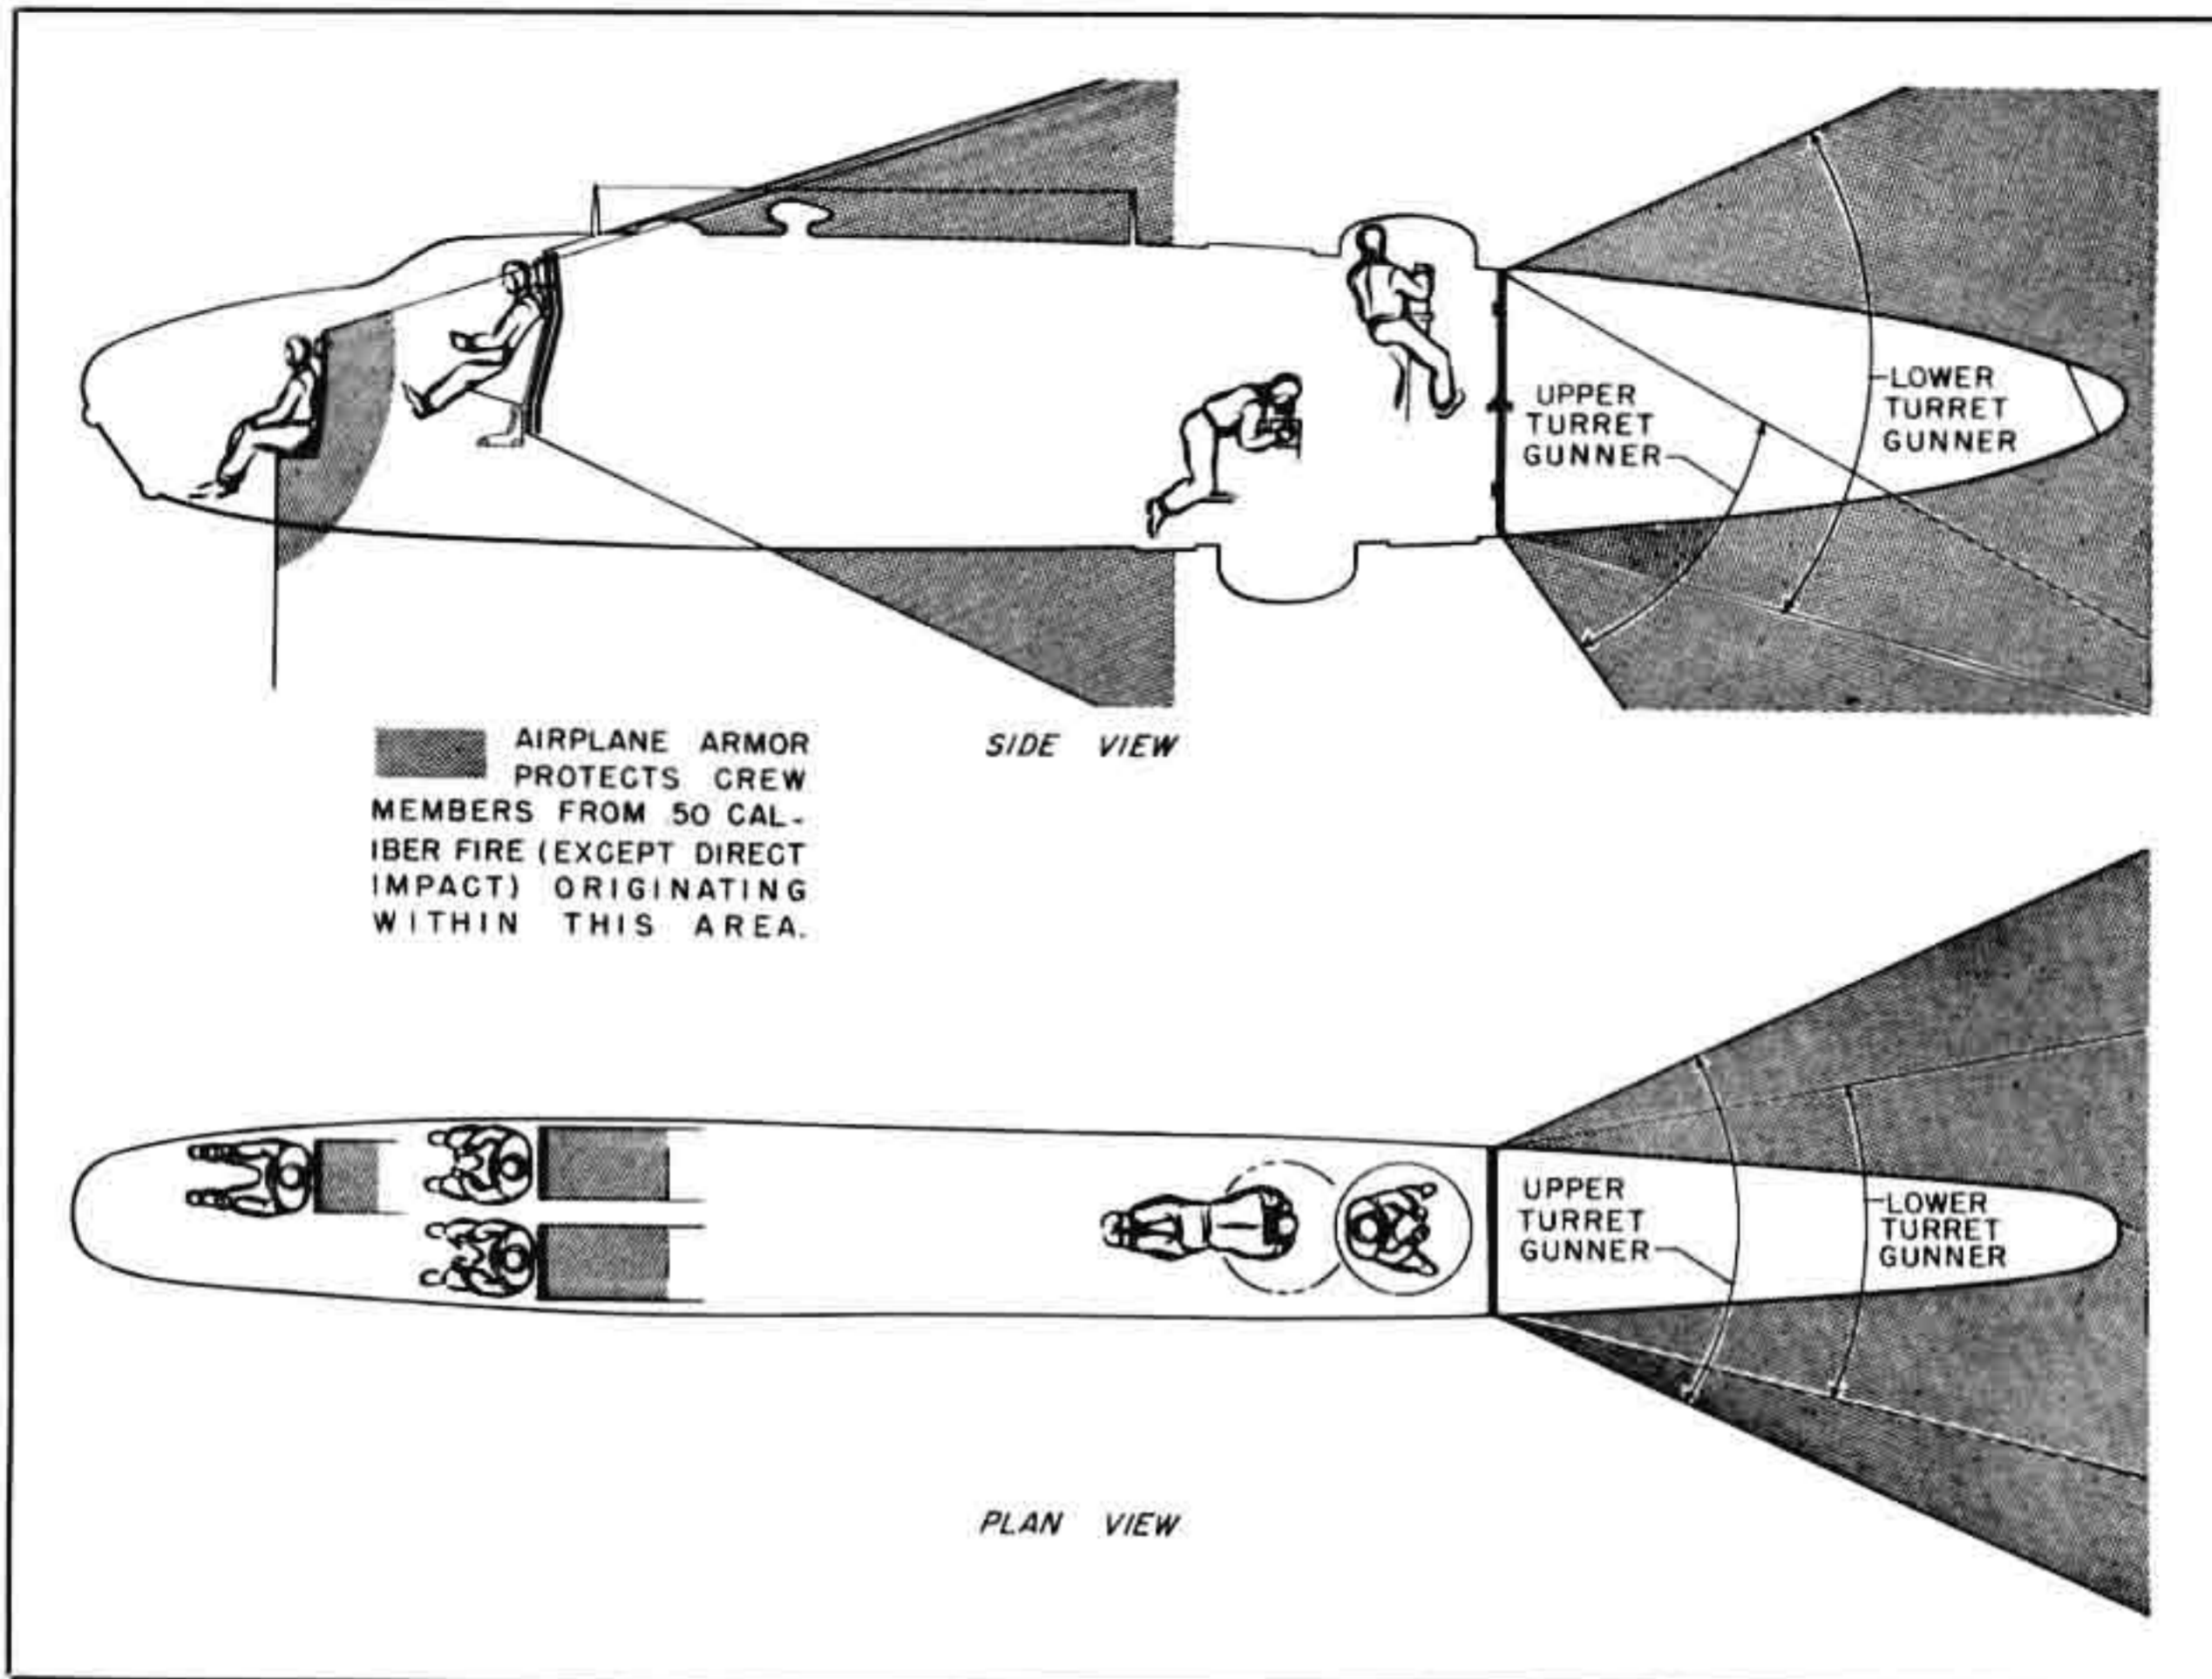 UPPER
TURRET
GUNNER
LOWER
TURRET
GUNNER
AIRPLANE ARMOR
PROTECTS CREW
MEMBERS FROM .50 CAL-
IBER FIRE (EXCEPT DIRECT
IMPACT) ORIGINATING
WITHIN THIS AREA.
SIDE VIEW
UPPER
TURRET
GUNNER
LOWER
TURRET
GUNNER
PLAN VIEW